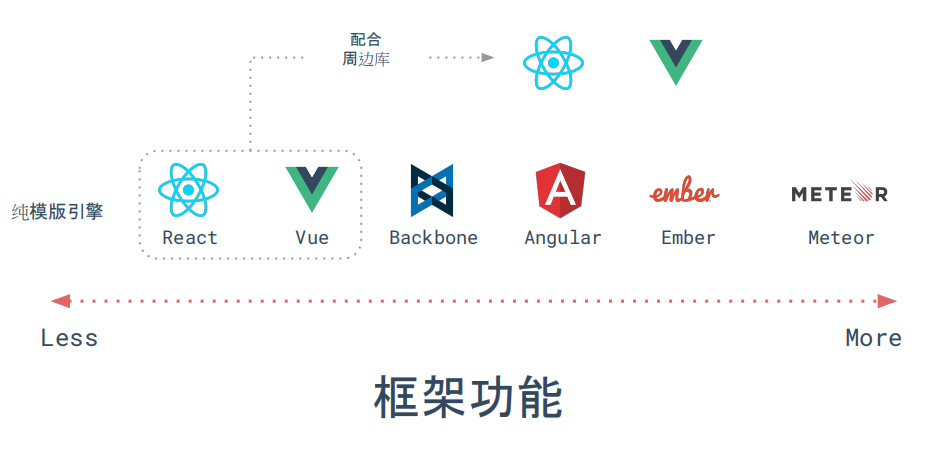 配合
周边库
ember
METEOR
纯模版引擎
React
Vue
Backbone
Angular
Ember
Meteor
Less
More
框架功能